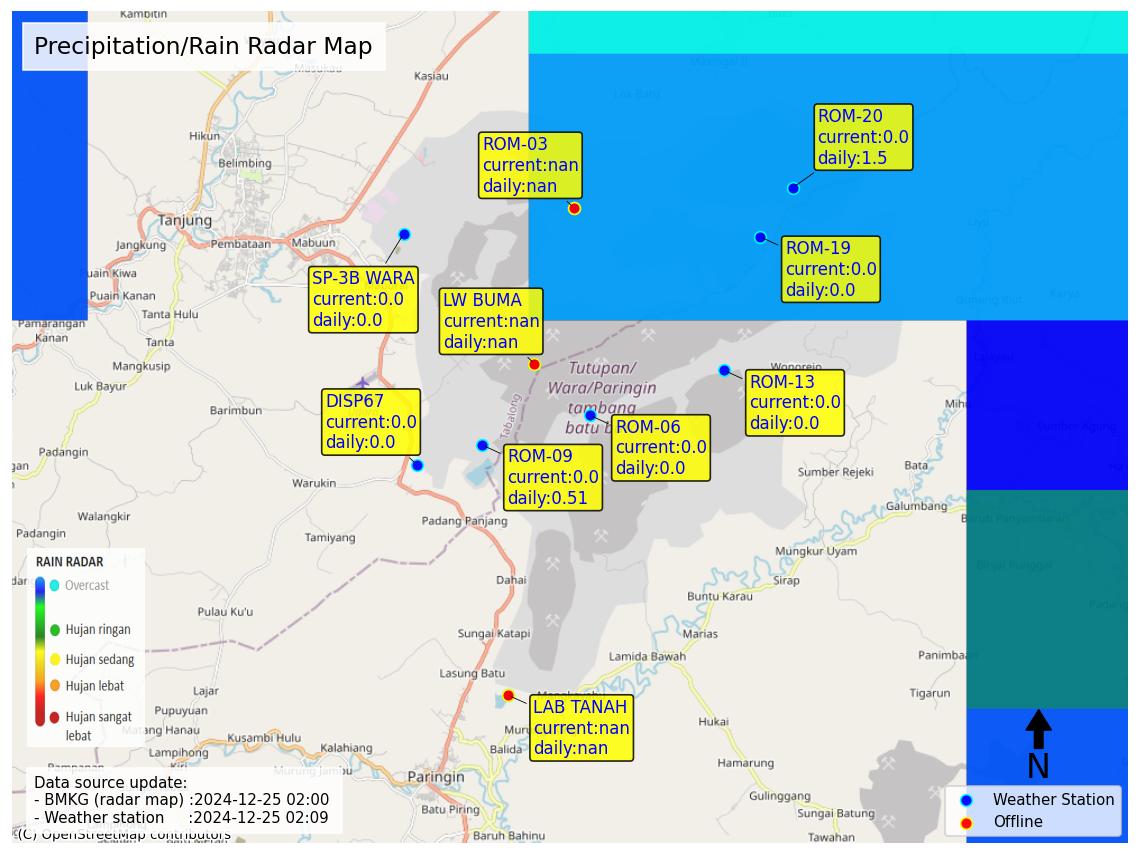 Precipitation/Rain Radar Map
Kambitin
Masukau
Kasiau
Hikun
Belimbing
Tanjung
Jangkung
Pembataan
Mabuun
Puain Kiwa
Puain Kanan
Tanta Hulu
Pamarangan
Kanan
Tanta
Mangkusip
Luk Bayur
Barimbun
ROM-03
current:nan
daily:nan
ROM-20
current:0.0
daily:1.5
ROM-19
current:0.0
daily:0.0
SP-3B WARA
current:0.0
daily:0.0
LW BUMA
current:nan
daily:nan
Tutupan/
Wara/Paringin
tambang
batu b
Tabalong
Wonorejo
ROM-13
current:0.0
daily:0.0
DISP67
current:0.0
daily:0.0
ROM-06
current:0.0
daily:0.0
ROM-09
current:0.0
daily:0.51
Warukin
Padang Panjang
Walangkir
Padangin
Tamiyang
Sumber Rejeki
Bata
Galumbang
Mungkur Uyam
Sirap
Buntu Karau
Dahai
Marias
Sungai Katapi
Lamida Bawah
Lasung Batu
Pulau Ku'u
Lajar
Pupuyuan
Matang Hanau
Kusambi Hulu
Lampihong
Kalahiang
Murung Jambu
Panimbaan
Tigarun
Hukai
Hamarung
Gulinggang
Sungai Batung
Tawahan
LAB TANAH
current:nan
daily:nan
Balida
Paringin
Batu Piring
Baruh Bahinu
RAIN RADAR
Overcast
Hujan ringan
Hujan sedang
Hujan lebat
Hujan sangat
lebat
Data source update:
- BMKG (radar map) :2024-12-25 02:00
- Weather station :2024-12-25 02:09
(C) OpenStreetMap contributors
N
Weather Station
Offline